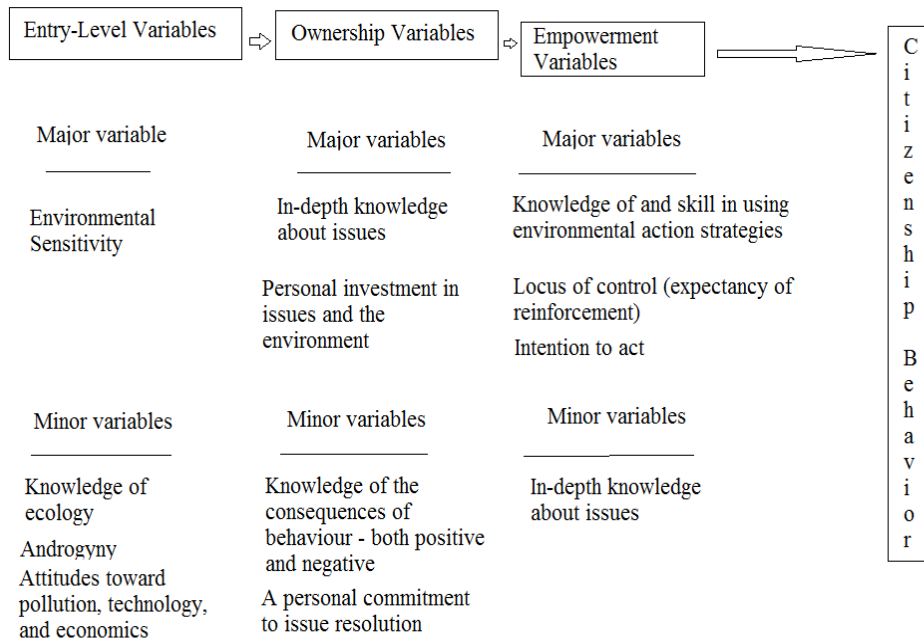 Entry-Level Variables
Ownership Variables
Empowerment
Variables
Major variable
Environmental
Sensitivity
Major variables
In-depth knowledge
about issues
Personal investment in
issues and the
environment
Major variables
Knowledge of and skill in using
environmental action strategies
Locus of control (expectancy of
reinforcement)
Intention to act
Minor variables
Knowledge of
ecology
Androgyny
Attitudes toward
pollution, technology,
and economics
Minor variables
Knowledge of the
consequences of
behaviour - both positive
and negative
A personal commitment
to issue resolution
Minor variables
In-depth knowledge
about issues
Citizenship Behavior